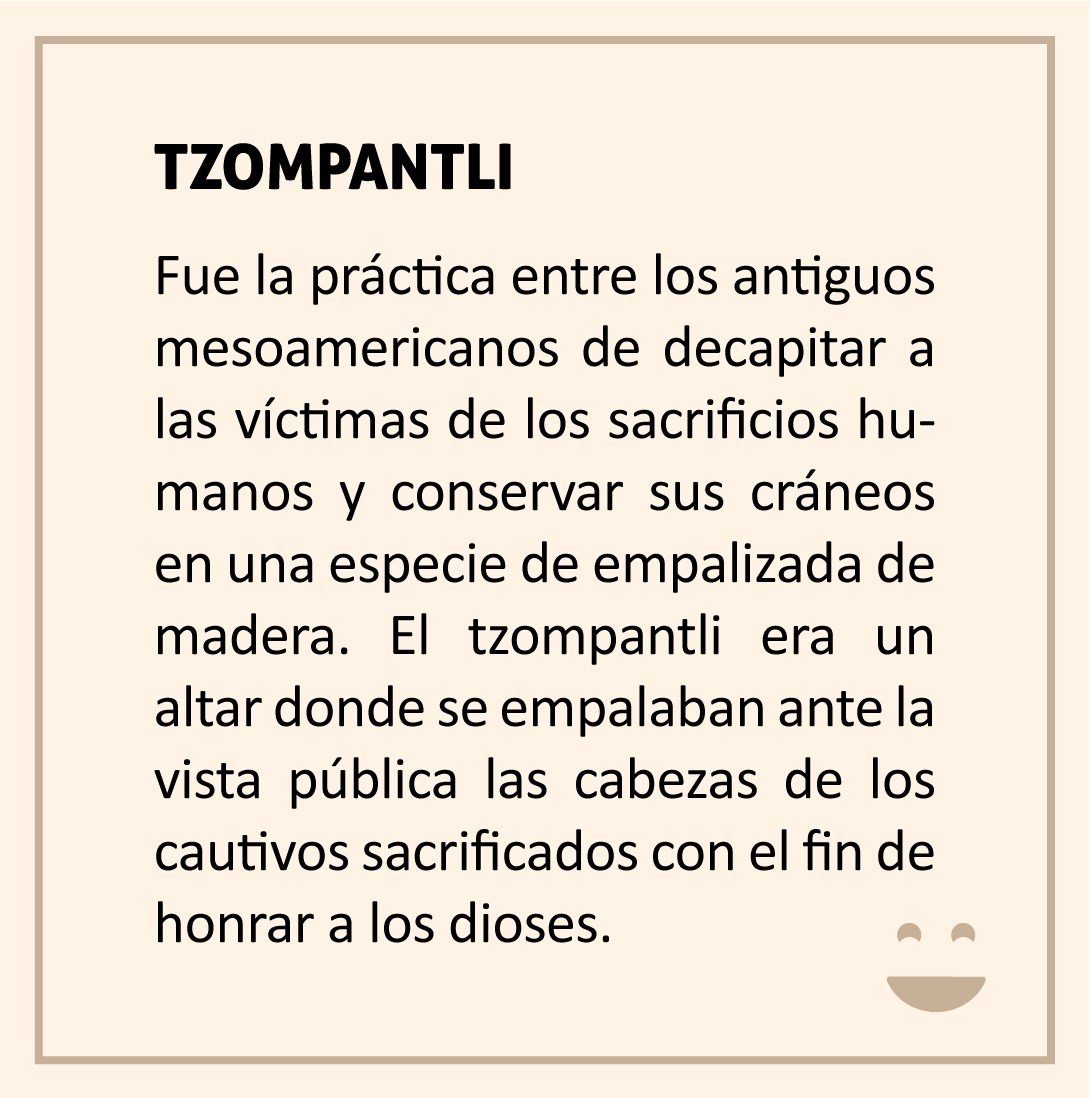 TZOMPANTLI
Fue la práctica entre los antiguos
mesoamericanos de decapitar a
las víctimas de los sacrificios hu-
manos y conservar sus cráneos
en una especie de empalizada de
madera. El tzompantli era un
altar donde se empalaban ante la
vista pública las cabezas de los
cautivos sacrificados con el fin de
honrar a los dioses.